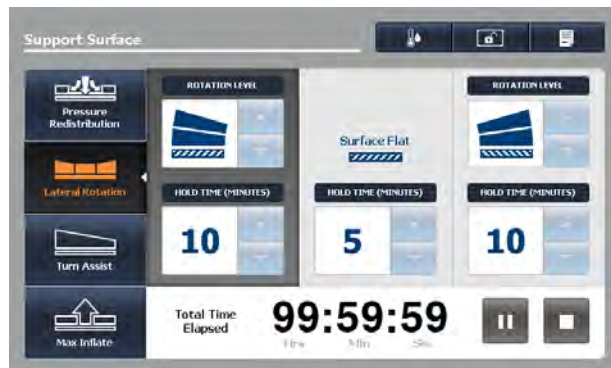 Support Surface
Pressure
Redistribution
Lateral Rotation
Turn Assist
Max Inflate
ROTATION LEVEL
HOLD TIME (MINUTES)
10
Surface Flat
HOLD TIME (MINUTES)
5
ROTATION LEVEL
HOLD TIME (MINUTES)
10
Total Time
Elapsed
99:59:59
Hrs Min Sec